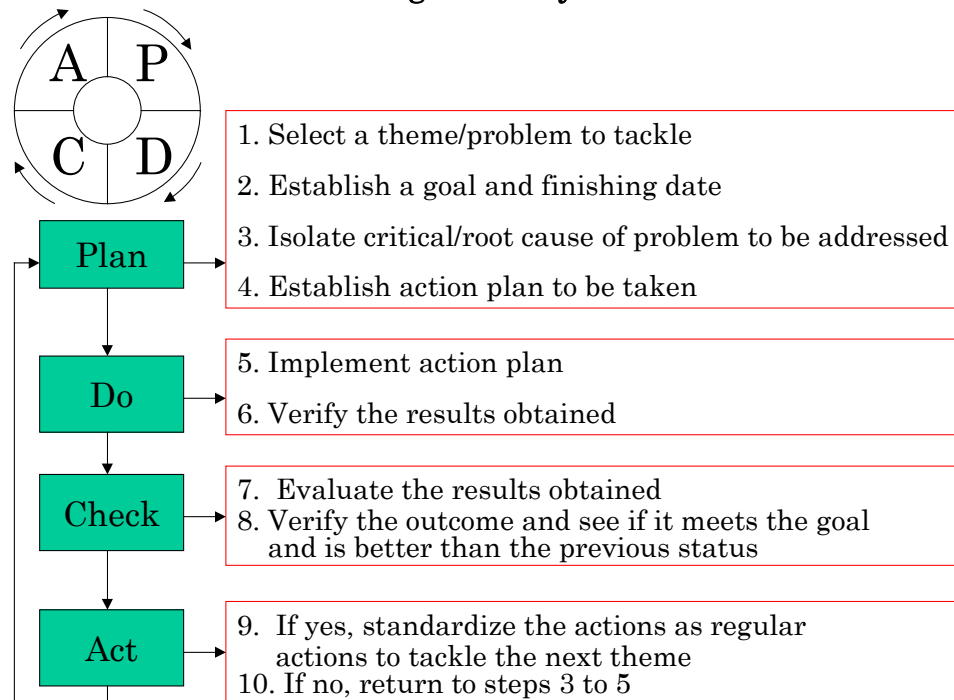 A P
C D
Plan
1. Select a theme/problem to tackle
2. Establish a goal and finishing date
3. Isolate critical/root cause of problem to be addressed
4. Establish action plan to be taken
Do
5. Implement action plan
6. Verify the results obtained
Check
7. Evaluate the results obtained
8. Verify the outcome and see if it meets the goal
and is better than the previous status
Act
9. If yes, standardize the actions as regular
actions to tackle the next theme
10. If no, return to steps 3 to 5